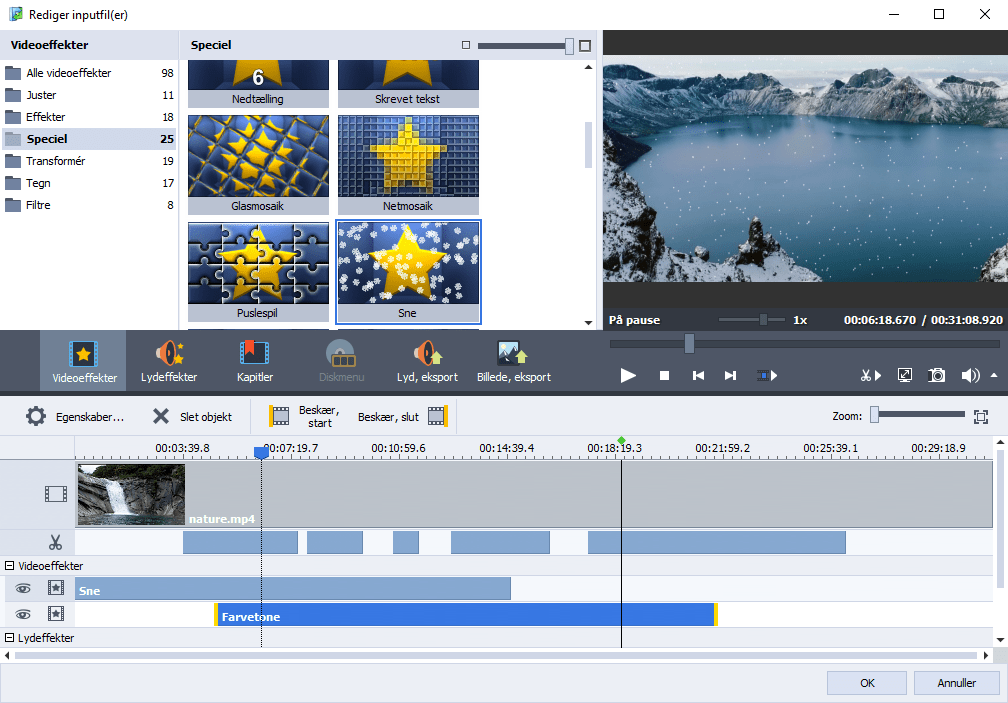 Rediger inputfil(er)
Videoeffekter
Alle videoeffekter 98
Juster 11
Effekter 18
Speciel 25
Transformér 19
Tegn 17
Filtre 8
Speciel
6
Nedtælling
Skrevet tekst
Glasmosaik
Netmosaik
Puslespil
Sne
På pause
1x
00:06:18.670 / 00:31:08.920
Videoeffekter
Lydeffekter
Kapitler
Diskmenu
Lyd, eksport
Billede, eksport
Egenskaber...
Slet objekt
Beskær,
start
Beskær, slut
Zoom:
00:03:39.8
00:07:19.7
00:10:59.6
00:14:39.4
00:18:19.3
00:21:59.2
00:25:39.1
00:29:18.9
nature.mp4
Videoeffekter
Sne
Farvetone
Lydeffekter
OK
Annuller